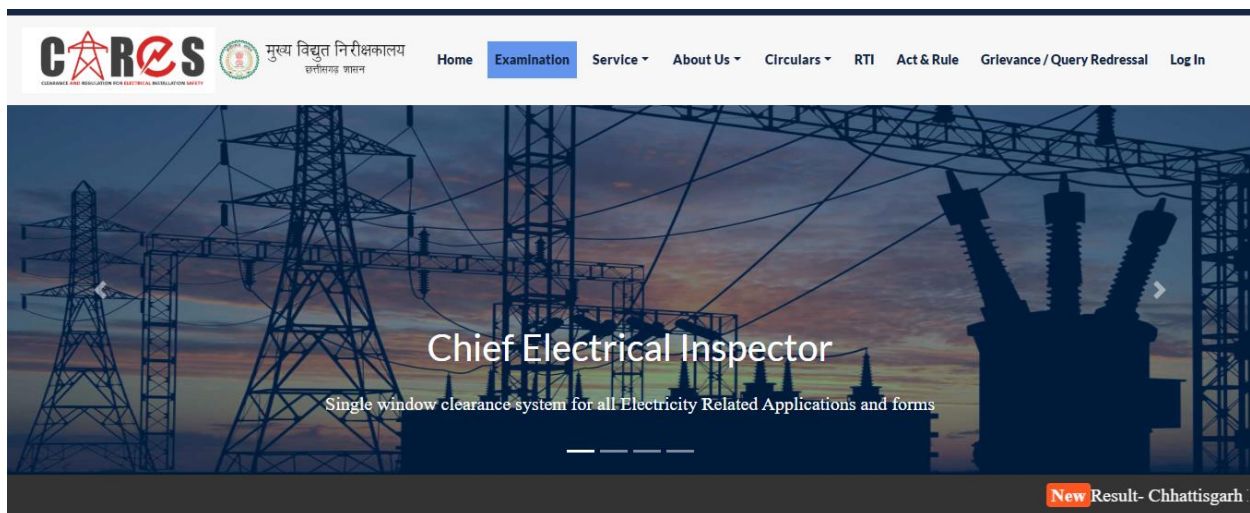 CARES
CLEARANCE AND REGULATION FOR ELECTRICAL INSTALLATION SAFETY
मुख्य विद्युत निरीक्षकालय
छत्तीसगढ़ शासन
Home Examination Service About Us Circulars RTI Act & Rule Grievance / Query Redressal Log In
Chief Electrical Inspector
Single window clearance system for all Electricity Related Applications and forms
New Result- Chhattisgarh